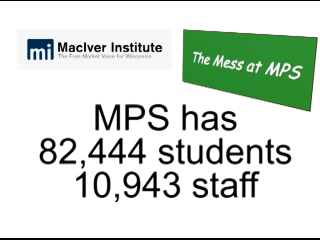 mi MacIver Institute
The Free Market Voice for Wisconsin
The Mess at MPS
MPS has
82,444 students
10,943 staff